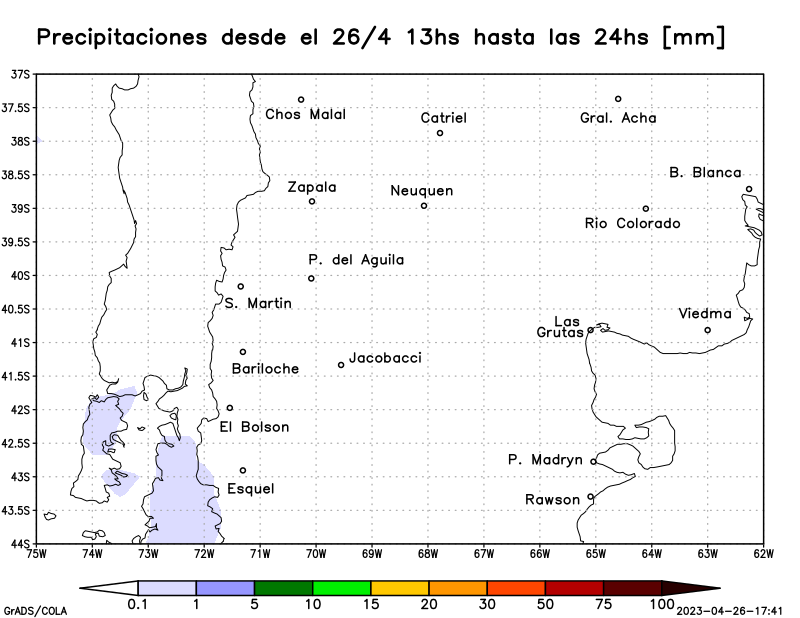 Precipitaciones desde el 26/4 13hs hasta las 24hs [mm]
37S
37.5S
38S
38.5S
39S
39.5S
40S
40.5S
41S
41.5S
42S
42.5S
43S
43.5S
44S
Chos Malal
Catriel
Gral. Acha
B. Blanca
Zapala
Neuquen
Rio Colorado
P. del Aguila
S. Martin
Viedma
Las
Grutas
Bariloche
Jacobacci
El Bolson
P. Madryn
Esquel
Rawson
75W 74W 73W 72W 71W 70W 69W 68W 67W 66W 65W 64W 63W 62W
0.1 1 5 10 15 20 30 50 75 100
GrADS/COLA
2023-04-26-17:41